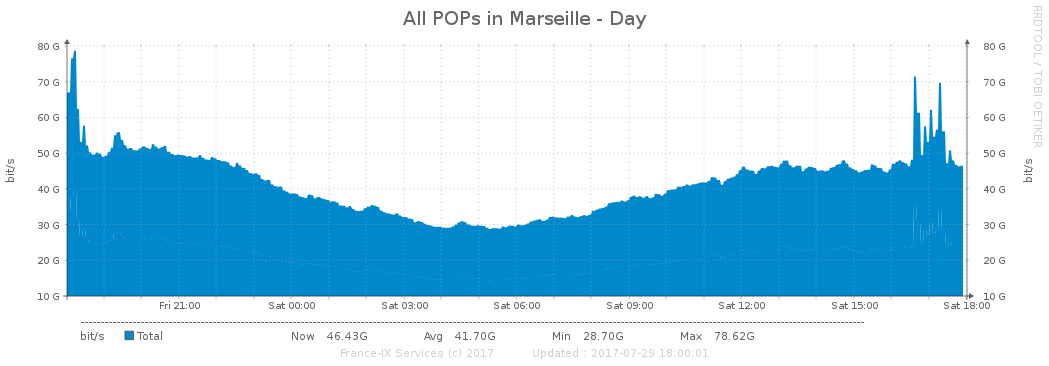 All POPs in Marseille - Day
RRDTOOL / TOBI OETIKER
bit/s
bit/s
80 G 80 G
70 G 70 G
60 G 60 G
50 G 50 G
40 G 40 G
30 G 30 G
20 G 20 G
10 G 10 G
Fri 21:00 Sat 00:00 Sat 03:00 Sat 06:00 Sat 09:00 Sat 12:00 Sat 15:00 Sat 18:00
bit/s Total Now 46.43G Avg 41.70G Min 28.70G Max 78.62G
France-IX Services (c) 2017 Updated : 2017-07-29 18:00:01